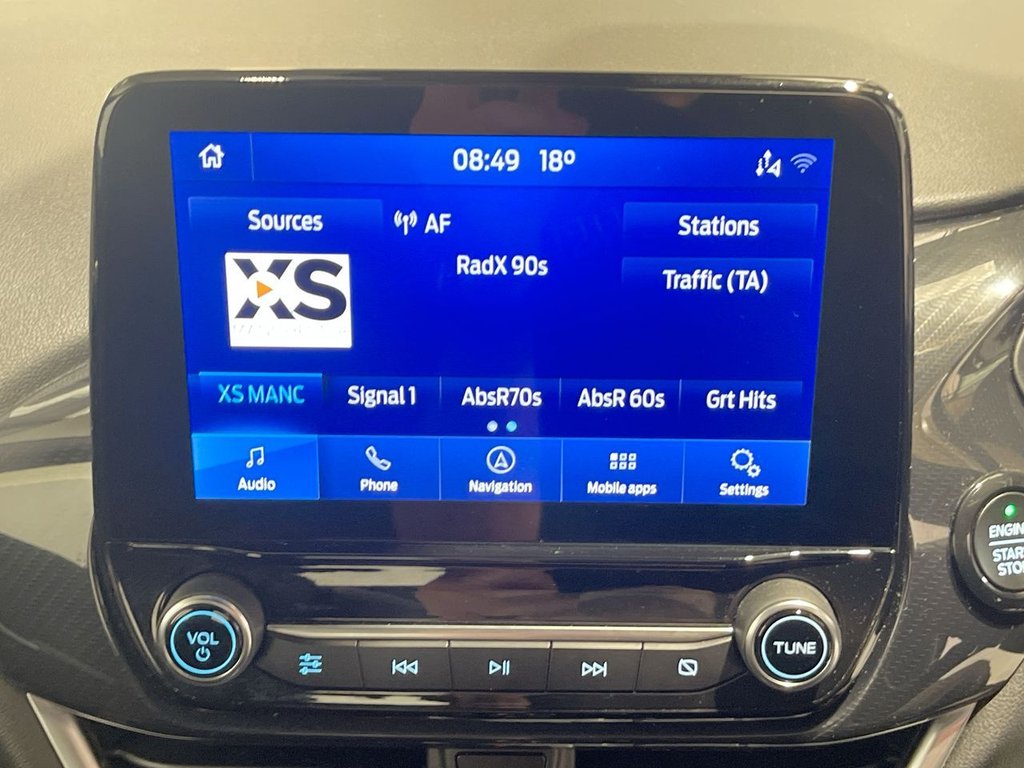 08:49 18°
Sources
AF
Stations
RadX 90s
Traffic (TA)
XS
XS MANC
Signal 1
AbsR70s
AbsR 60s
Grt Hits
Audio
Phone
Navigation
Mobile apps
Settings
VOL
TUNE
ENGIN
STAR
STO